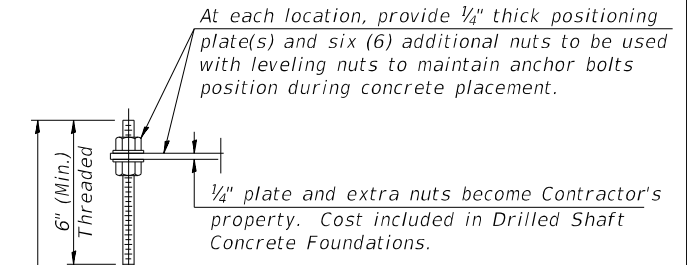 At each location, provide ¼" thick positioning
plate(s) and six (6) additional nuts to be used
with leveling nuts to maintain anchor bolts
position during concrete placement.
6" (Min.)
Threaded
¼" plate and extra nuts become Contractor's
property.  Cost included in Drilled Shaft
Concrete Foundations.